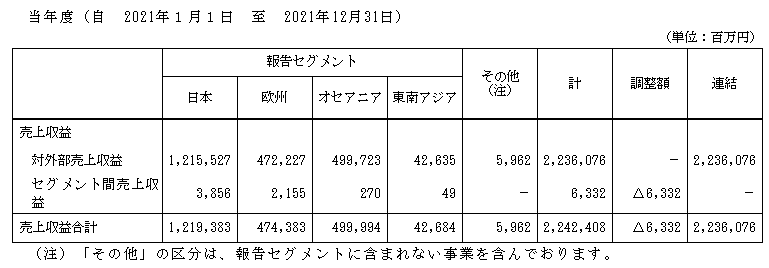 当年度（自　2021年１月１日　至　2021年12月31日）
（単位：百万円）
報告セグメント
日本 欧州 オセアニア 東南アジア その他（注） 計 調整額 連結
売上収益
対外部売上収益 1,215,527 472,227 499,723 42,635 5,962 2,236,076 － 2,236,076
セグメント間売上収益 3,856 2,155 270 49 － 6,332 △6,332 －
売上収益合計 1,219,383 474,383 499,994 42,684 5,962 2,242,408 △6,332 2,236,076
（注）「その他」の区分は、報告セグメントに含まれない事業を含んでおります。